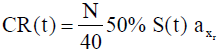 CR(t) = N/40 50% S(t) a_{x_r}